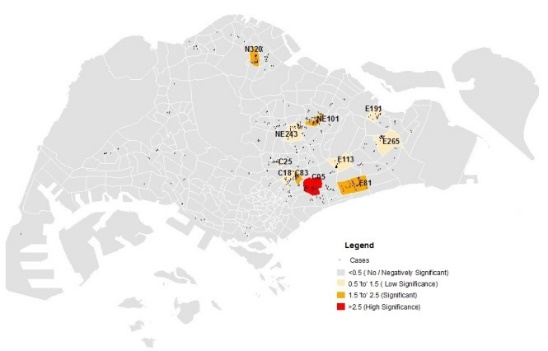 N320
E191
NE101
NE243
E265
C25
E113
C18 C83 C95
E81
Legend
Cases
<0.5 ( No / Negatively Significant)
0.5 'to' 1.5 ( Low Significance)
1.5 'to' 2.5 (Significant)
>2.5 (High Significance)